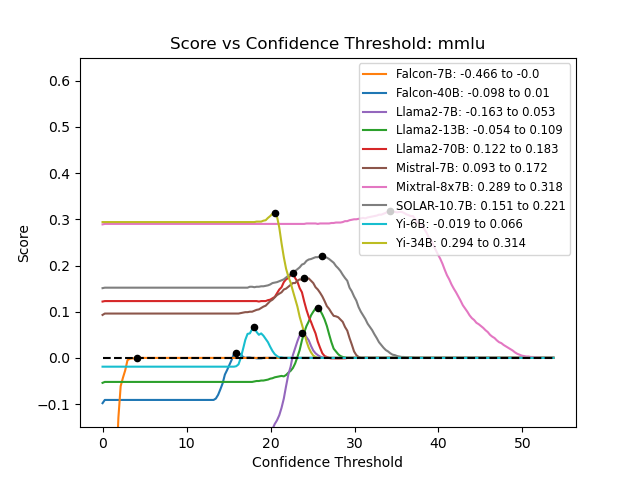 Score vs Confidence Threshold: mmlu
Score
0.6
0.5
0.4
0.3
0.2
0.1
0.0
−0.1
Falcon-7B: -0.466 to -0.0
Falcon-40B: -0.098 to 0.01
Llama2-7B: -0.163 to 0.053
Llama2-13B: -0.054 to 0.109
Llama2-70B: 0.122 to 0.183
Mistral-7B: 0.093 to 0.172
Mixtral-8x7B: 0.289 to 0.318
SOLAR-10.7B: 0.151 to 0.221
Yi-6B: -0.019 to 0.066
Yi-34B: 0.294 to 0.314
0 10 20 30 40 50
Confidence Threshold